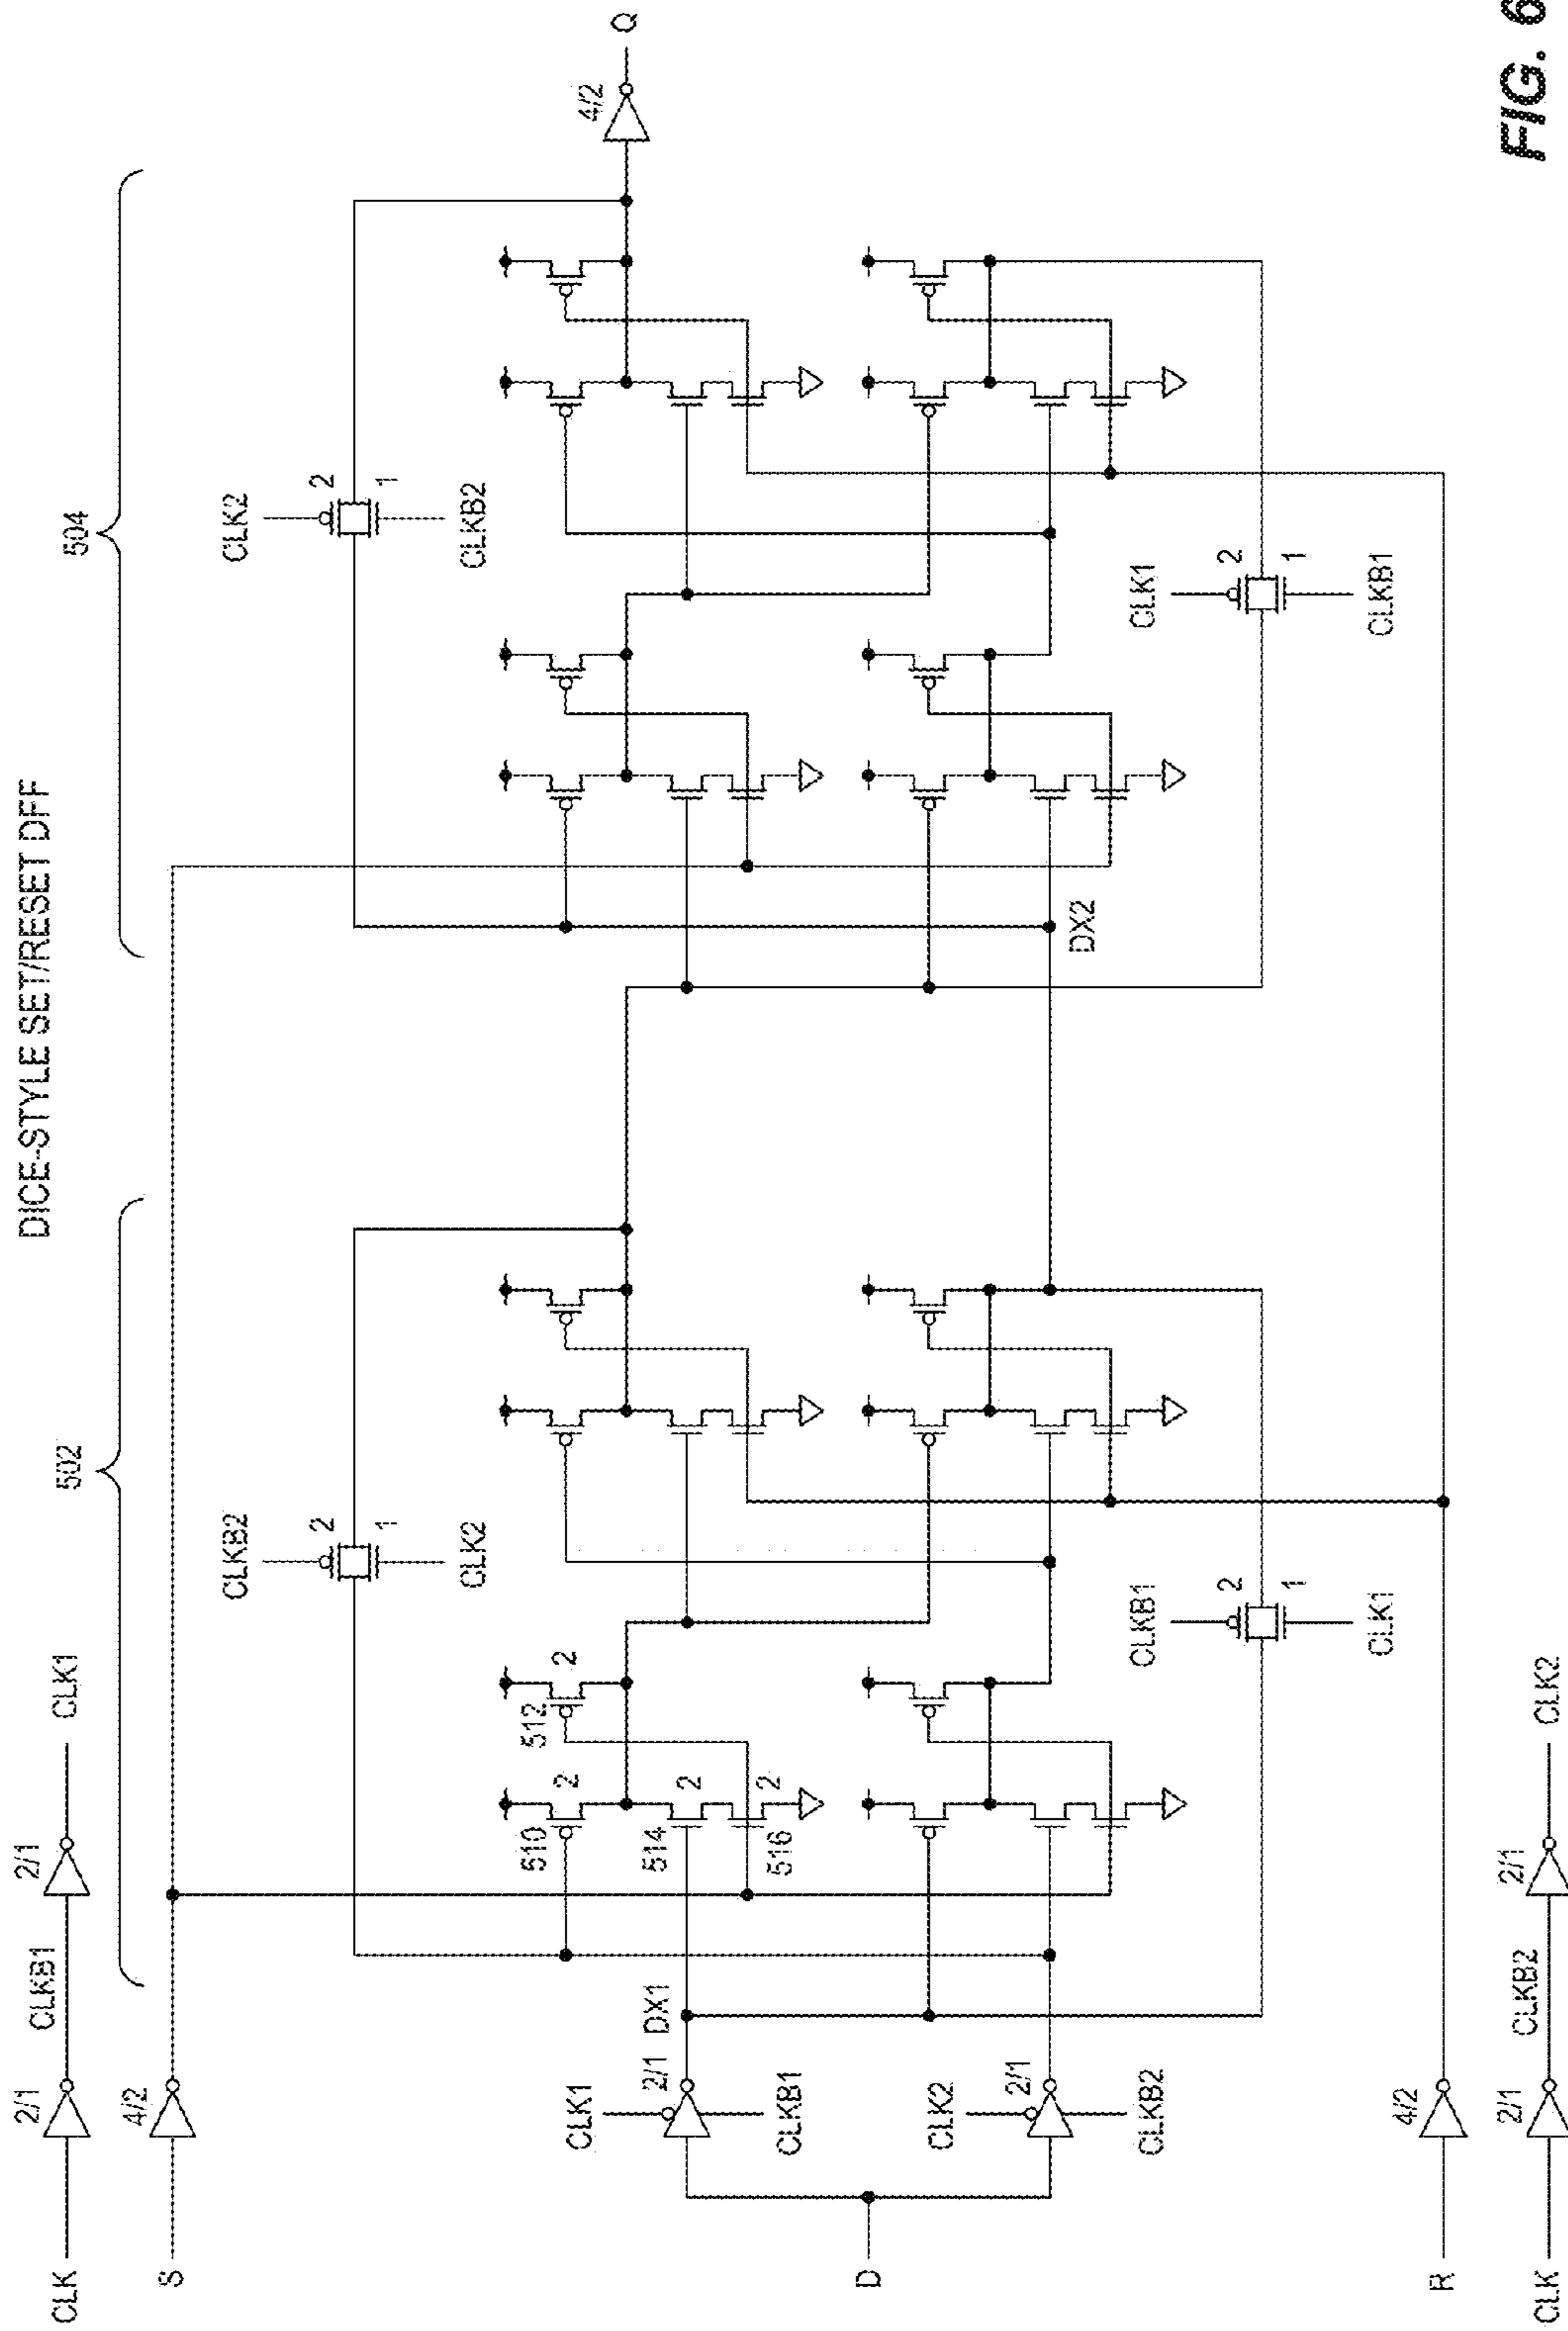 DICE-STYLE SET/RESET DFF
CLK
2/1
CLKB1
2/1
CLK1
S
4/2
502
504
CLKB2
2
1
CLK2
CLK2
2
1
CLKB2
510
2
512
2
514
2
516
2
4/2
Q
CLK1
2/1
DX1
CLKB1
D
CLK2
2/1
CLKB2
CLKB1
2
1
CLK1
DX2
CLK1
2
1
CLKB1
R
4/2
CLK
2/1
CLKB2
2/1
CLK2
FIG. 6